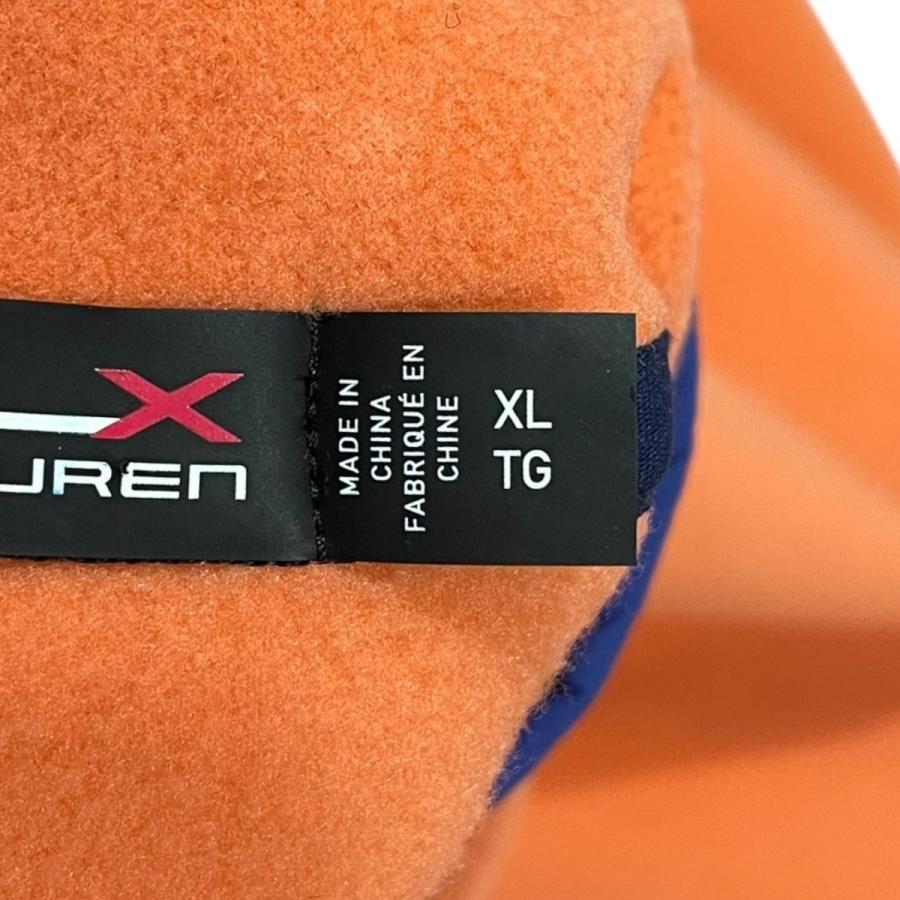 X
UREN
MADE IN
CHINA
FABRIQUÉ EN
CHINE
XL
TG